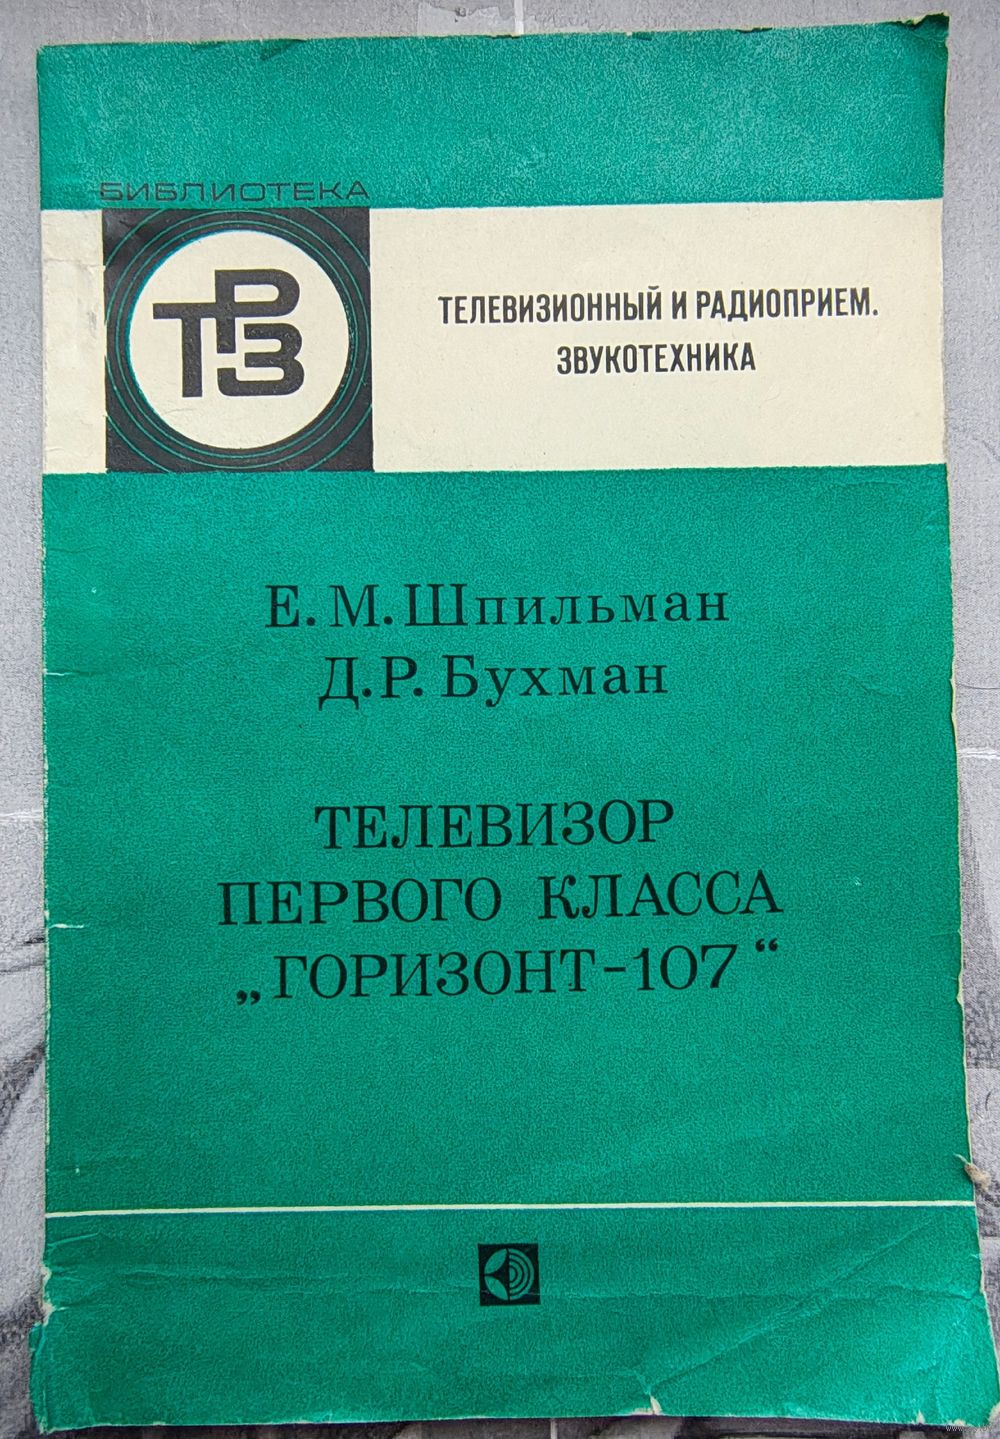 БИБЛИОТЕКА
ТРЗ
ТЕЛЕВИЗИОННЫЙ И РАДИОПРИЕМ.
ЗВУКОТЕХНИКА
Е. М. Шпильман
Д. Р. Бухман
ТЕЛЕВИЗОР
ПЕРВОГО КЛАССА
„ГОРИЗОНТ-107“